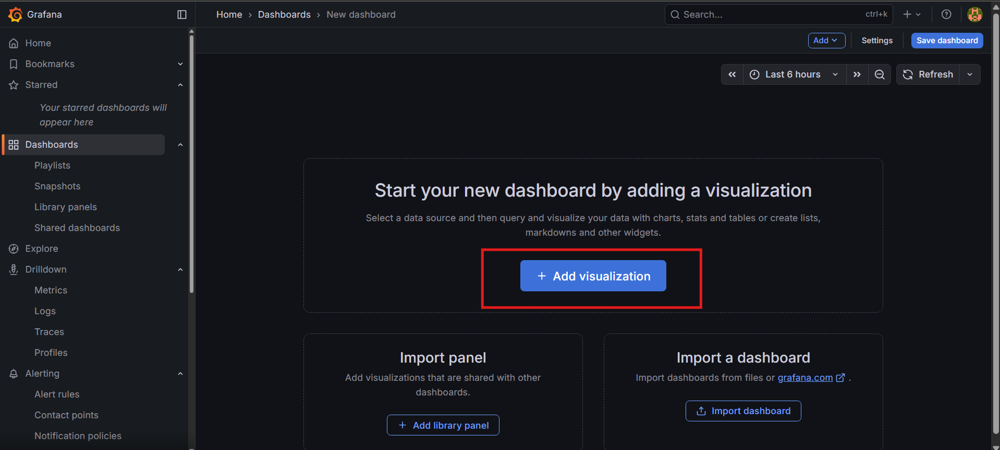 Grafana
Home › Dashboards › New dashboard
Search...
ctrl+k
Add
Settings
Save dashboard
Last 6 hours
Refresh
Home
Bookmarks
Starred
Your starred dashboards will
appear here
Dashboards
Playlists
Snapshots
Library panels
Shared dashboards
Explore
Drilldown
Metrics
Logs
Traces
Profiles
Alerting
Alert rules
Contact points
Notification policies
Start your new dashboard by adding a visualization
Select a data source and then query and visualize your data with charts, stats and tables or create lists,
markdowns and other widgets.
+ Add visualization
Import panel
Add visualizations that are shared with other
dashboards.
+ Add library panel
Import a dashboard
Import dashboards from files or grafana.com .
Import dashboard